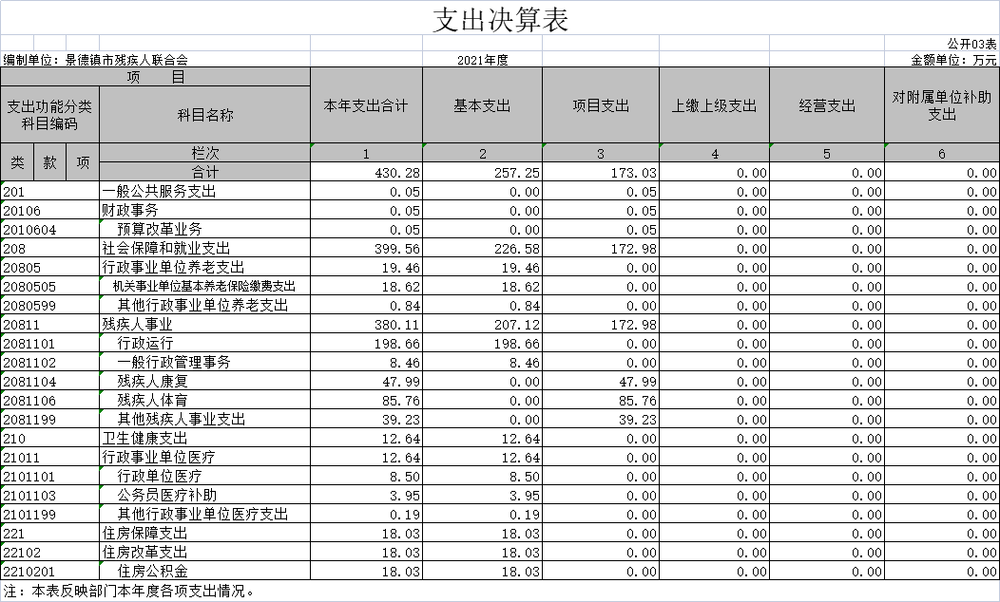 支出决算表
公开03表
编制单位：景德镇市残疾人联合会 2021年度 金额单位：万元
项 目 本年支出合计 基本支出 项目支出 上缴上级支出 经营支出 对附属单位补助支出
支出功能分类科目编码 科目名称
类 款 项 栏次 1 2 3 4 5 6
合计 430.28 257.25 173.03 0.00 0.00 0.00
201 一般公共服务支出 0.05 0.00 0.05 0.00 0.00 0.00
20106 财政事务 0.05 0.00 0.05 0.00 0.00 0.00
2010604 预算改革业务 0.05 0.00 0.05 0.00 0.00 0.00
208 社会保障和就业支出 399.56 226.58 172.98 0.00 0.00 0.00
20805 行政事业单位养老支出 19.46 19.46 0.00 0.00 0.00 0.00
2080505 机关事业单位基本养老保险缴费支出 18.62 18.62 0.00 0.00 0.00 0.00
2080599 其他行政事业单位养老支出 0.84 0.84 0.00 0.00 0.00 0.00
20811 残疾人事业 380.11 207.12 172.98 0.00 0.00 0.00
2081101 行政运行 198.66 198.66 0.00 0.00 0.00 0.00
2081102 一般行政管理事务 8.46 8.46 0.00 0.00 0.00 0.00
2081104 残疾人康复 47.99 0.00 47.99 0.00 0.00 0.00
2081106 残疾人体育 85.76 0.00 85.76 0.00 0.00 0.00
2081199 其他残疾人事业支出 39.23 0.00 39.23 0.00 0.00 0.00
210 卫生健康支出 12.64 12.64 0.00 0.00 0.00 0.00
21011 行政事业单位医疗 12.64 12.64 0.00 0.00 0.00 0.00
2101101 行政单位医疗 8.50 8.50 0.00 0.00 0.00 0.00
2101103 公务员医疗补助 3.95 3.95 0.00 0.00 0.00 0.00
2101199 其他行政事业单位医疗支出 0.19 0.19 0.00 0.00 0.00 0.00
221 住房保障支出 18.03 18.03 0.00 0.00 0.00 0.00
22102 住房改革支出 18.03 18.03 0.00 0.00 0.00 0.00
2210201 住房公积金 18.03 18.03 0.00 0.00 0.00 0.00
注：本表反映部门本年度各项支出情况。